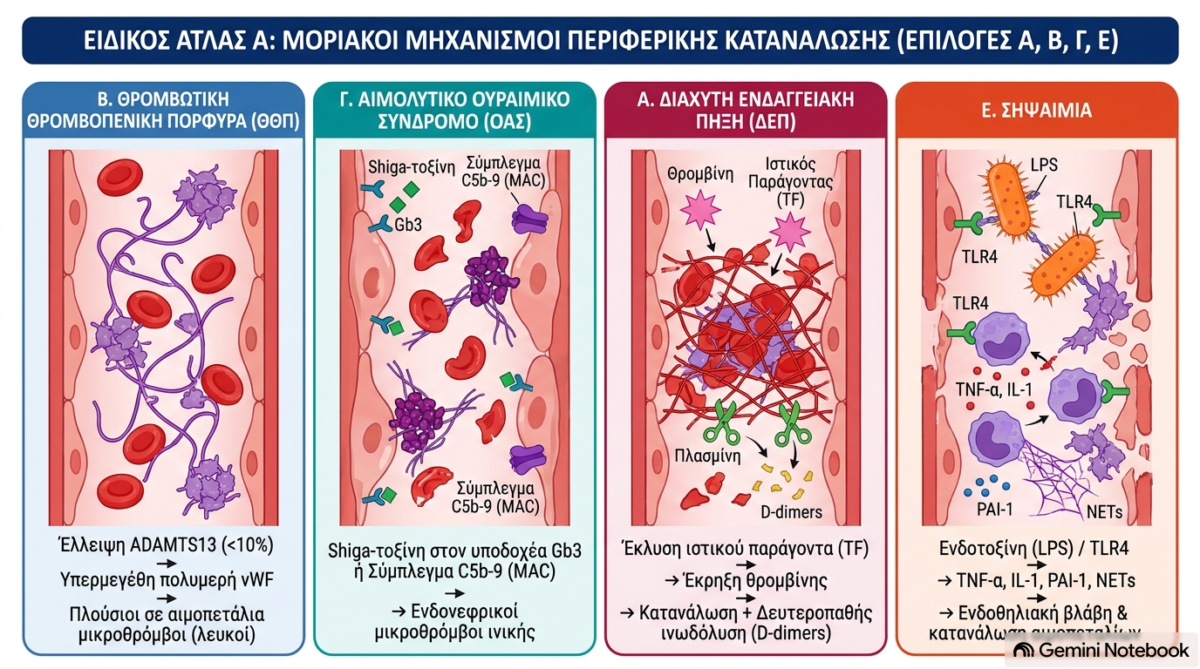 ΕΙΔΙΚΟΣ ΑΤΛΑΣ Α: ΜΟΡΙΑΚΟΙ ΜΗΧΑΝΙΣΜΟΙ ΠΕΡΙΦΕΡΙΚΗΣ ΚΑΤΑΝΑΛΩΣΗΣ (ΕΠΙΛΟΓΕΣ Α, Β, Γ, Ε)
Β. ΘΡΟΜΒΩΤΙΚΗ
ΘΡΟΜΒΟΠΕΝΙΚΗ ΠΟΡΦΥΡΑ (ΘΘΠ)
Έλλειψη ADAMTS13 (<10%)
→
Υπερμεγέθη πολυμερή vWF
→
Πλούσιοι σε αιμοπετάλια
μικροθρόμβοι (λευκοί)
Γ. ΑΙΜΟΛΥΤΙΚΟ ΟΥΡΑΙΜΙΚΟ
ΣΥΝΔΡΟΜΟ (ΟΑΣ)
Shiga-τοξίνη
Σύμπλεγμα
C5b-9 (MAC)
Gb3
Σύμπλεγμα
C5b-9 (MAC)
Shiga-τοξίνη στον υποδοχέα Gb3
ή Σύμπλεγμα C5b-9 (MAC)
→
→ Ενδονεφρικοί
μικροθρόμβοι ινικής
Α. ΔΙΑΧΥΤΗ ΕΝΔΑΓΓΕΙΑΚΗ
ΠΗΞΗ (ΔΕΠ)
Θρομβίνη
Ιστικός
Παράγοντας
(TF)
Πλασμίνη
D-dimers
Έκλυση ιστικού παράγοντα (TF)
→
→ Έκρηξη θρομβίνης
→
→ Κατανάλωση + Δευτεροπαθής
ινωδόλυση (D-dimers)
Ε. ΣΗΨΑΙΜΙΑ
LPS
TLR4
TLR4
TLR4
TNF-α, IL-1
PAI-1
NETs
Ενδοτοξίνη (LPS) / TLR4
→
→ TNF-α, IL-1, PAI-1, NETs
→
→ Ενδοθηλιακή βλάβη &
κατανάλωση αιμοπεταλίων
Gemini Notebook